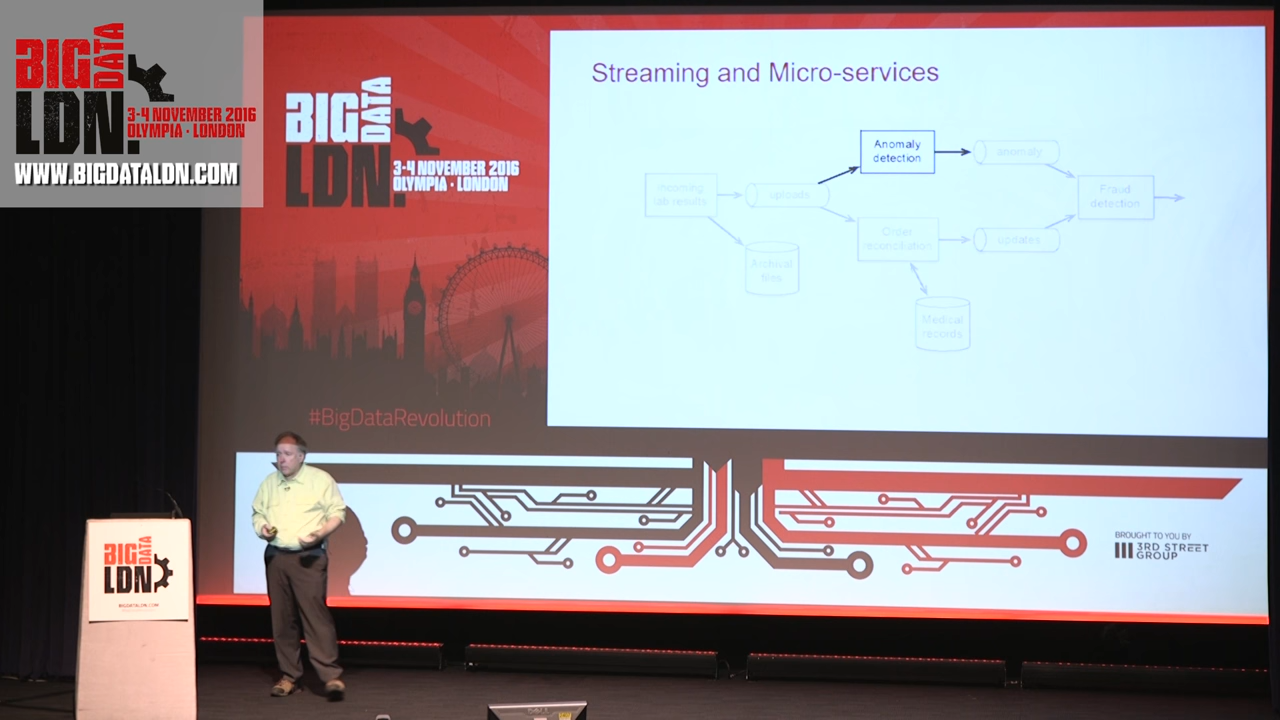 BIG
DATA
LDN.
3-4 NOVEMBER 2016
OLYMPIA · LONDON
WWW.BIGDATALDN.COM
BIG
DATA
LDN.
3-4 NOVEMBER 2016
OLYMPIA · LONDON
#BigDataRevolution
Streaming and Micro-services
Anomaly
detection
anomaly
Incoming
lab results
uploads
Fraud
detection
Order
reconciliation
updates
Archival
files
Medical
records
BROUGHT TO YOU BY
3RD STREET
GROUP
BIG
DATA
LDN
BIGDATALDN.COM